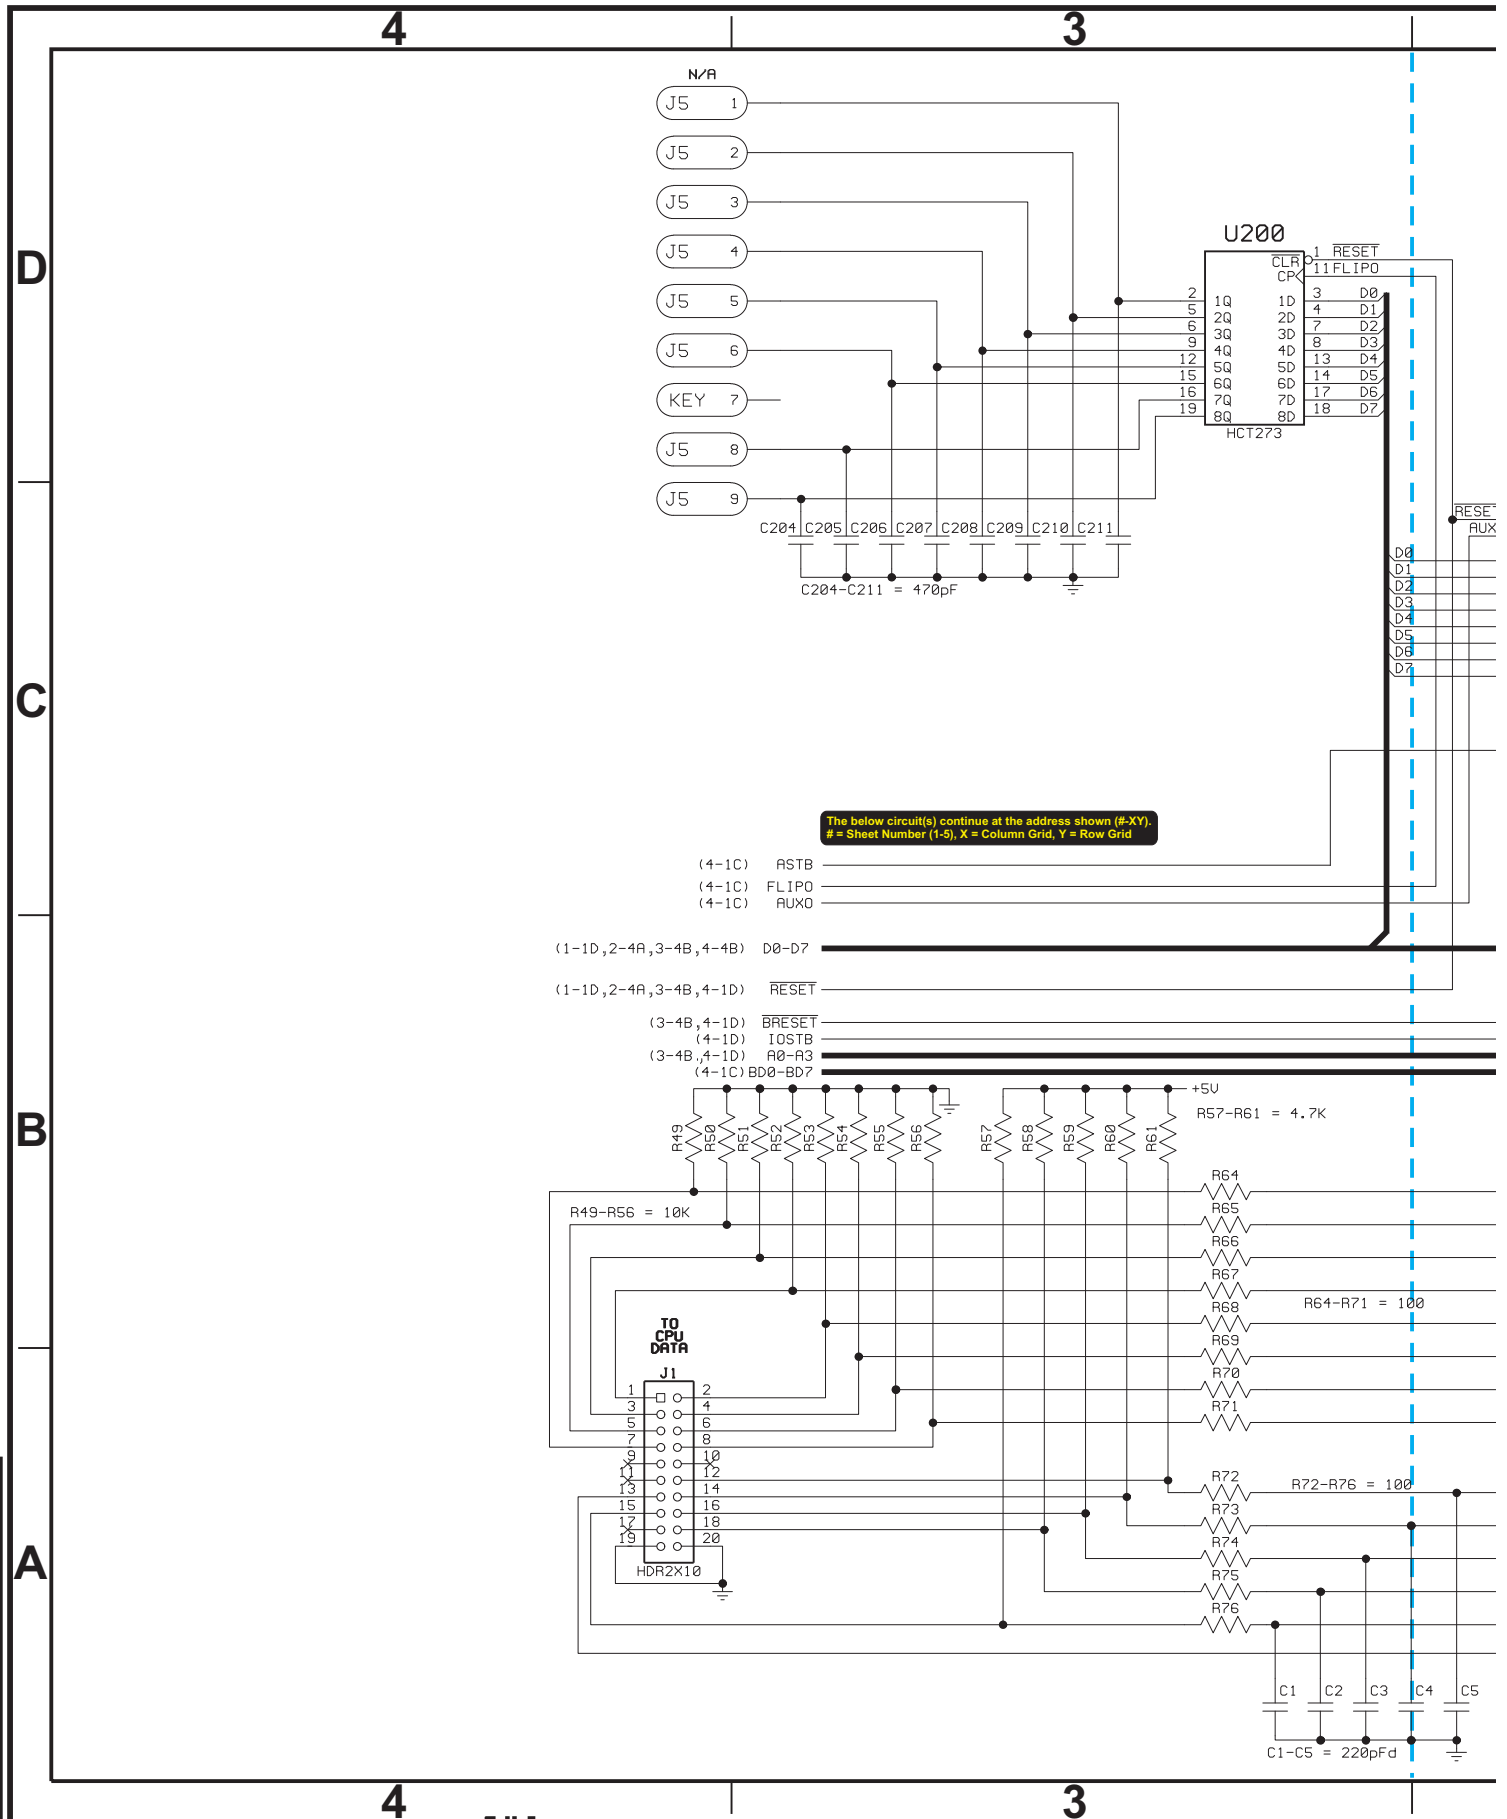 4 3
N/A
J5 1
J5 2
J5 3
J5 4
J5 5
J5 6
KEY 7
J5 8
J5 9
D
U200
CLR 1 RESET
CP 11 FLIPO
2 1Q 1D 3 D0
5 2Q 2D 4 D1
6 3Q 3D 7 D2
9 4Q 4D 8 D3
12 5Q 5D 13 D4
15 6Q 6D 14 D5
16 7Q 7D 17 D6
19 8Q 8D 18 D7
HCT273
C204 C205 C206 C207 C208 C209 C210 C211
C204-C211 = 470pF
RESET
AUX
D0
D1
D2
D3
D4
D5
D6
D7
C
The below circuit(s) continue at the address shown (#-XY).
# = Sheet Number (1-5), X = Column Grid, Y = Row Grid
(4-1C) ASTB
(4-1C) FLIPO
(4-1C) AUXO
(1-1D,2-4A,3-4B,4-4B) D0-D7
(1-1D,2-4A,3-4B,4-1D) RESET
(3-4B,4-1D) BRESET
(4-1D) IOSTB
(3-4B,4-1D) A0-A3
(4-1C) BD0-BD7
B
+5V
R57-R61 = 4.7K
R49 R50 R51 R52 R53 R54 R55 R56 R57 R58 R59 R60 R61
R49-R56 = 10K
R64
R65
R66
R67
R64-R71 = 100
R68
R69
R70
R71
TO
CPU
DATA
J1
1 2
3 4
5 6
7 8
9 10
11 12
13 14
15 16
17 18
19 20
HDR2X10
A
R72
R72-R76 = 100
R73
R74
R75
R76
C1 C2 C3 C4 C5
C1-C5 = 220pFd
4 3